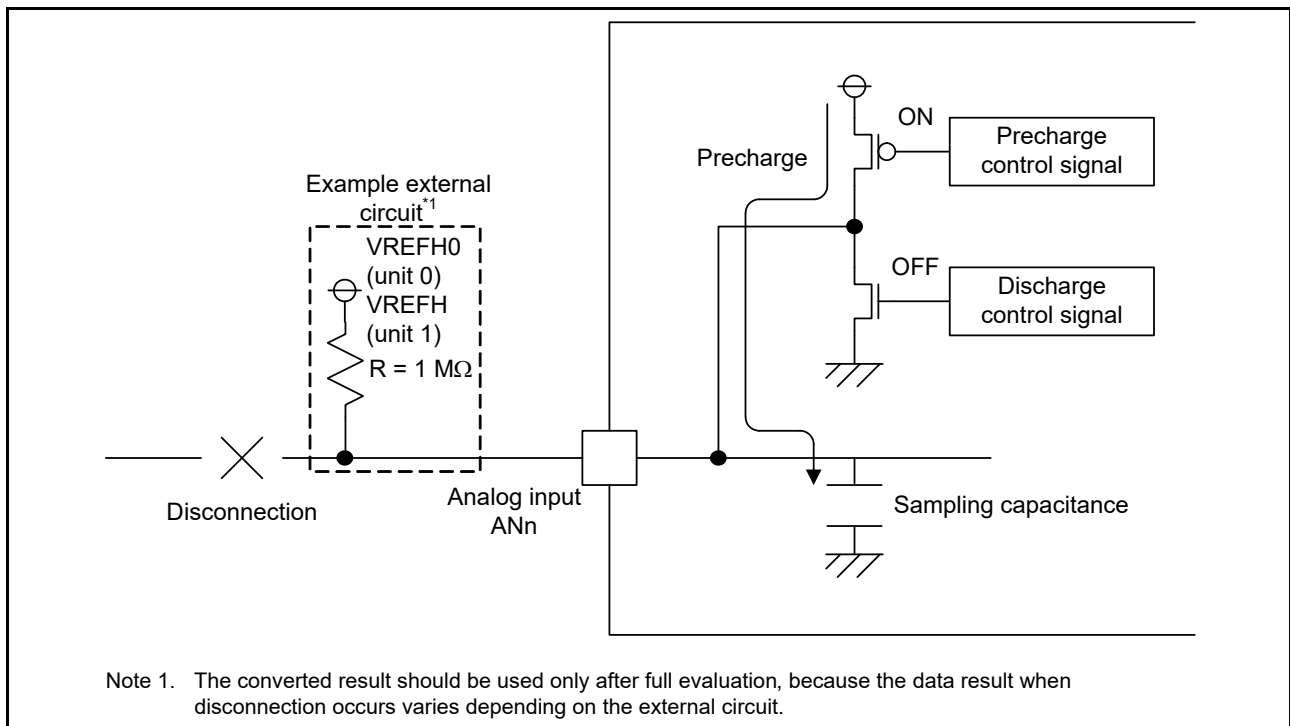 ON
Precharge
control signal
Precharge
Example external
circuit*1
VREFH0
(unit 0)
VREFH
(unit 1)
R = 1 MΩ
OFF
Discharge
control signal
Disconnection
Analog input
ANn
Sampling capacitance
Note 1. The converted result should be used only after full evaluation, because the data result when
disconnection occurs varies depending on the external circuit.